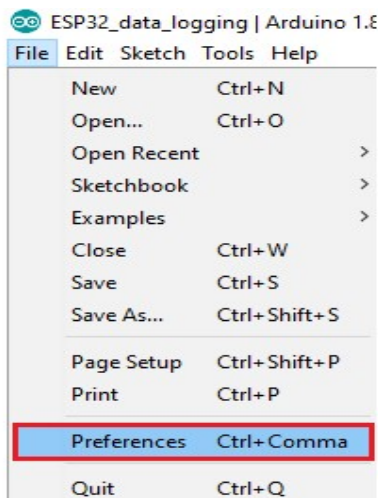 ESP32_data_logging | Arduino 1.8
File Edit Sketch Tools Help
New Ctrl+N
Open... Ctrl+O
Open Recent >
Sketchbook >
Examples >
Close Ctrl+W
Save Ctrl+S
Save As... Ctrl+Shift+S
Page Setup Ctrl+Shift+P
Print Ctrl+P
Preferences Ctrl+Comma
Quit Ctrl+Q